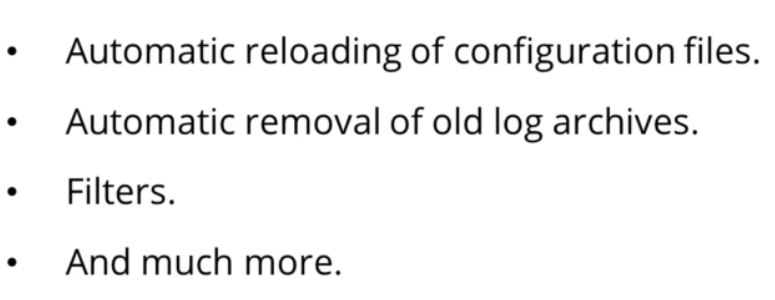 • Automatic reloading of configuration files.
• Automatic removal of old log archives.
• Filters.
• And much more.